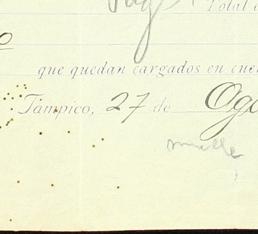 Total
que quedan cargados en cue
Tampico, 27 de Ago
muelle